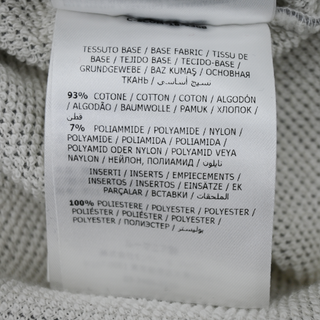 TESSUTO BASE / BASE FABRIC / TISSU DE
BASE / TEJIDO BASE / TECIDO-BASE /
GRUNDGEWEBE / BAZ KUMAŞ / ОСНОВНАЯ
ТКАНЬ / نسيج أساسي
93% COTONE / COTTON / COTON / ALGODÓN
/ ALGODÃO / BAUMWOLLE / PAMUK / ХЛОПОК /
قطن
7% POLIAMMIDE / POLYAMIDE / NYLON /
POLYAMIDE / POLIAMIDA / POLIAMIDA /
POLYAMID ODER NYLON / POLYAMID VEYA
NAYLON / НЕЙЛОН, ПОЛИАМИД / نايلون
INSERTI / INSERTS / EMPIECEMENTS /
INSERTOS / INSERTOS / EINSÄTZE / EK
PARÇALAR / ВСТАВКИ / الملحقات
100% POLIESTERE / POLYESTER / POLYESTER /
POLIÉSTER / POLIÉSTER / POLYESTER /
POLYESTER / ПОЛИЭСТЕР / بوليستر